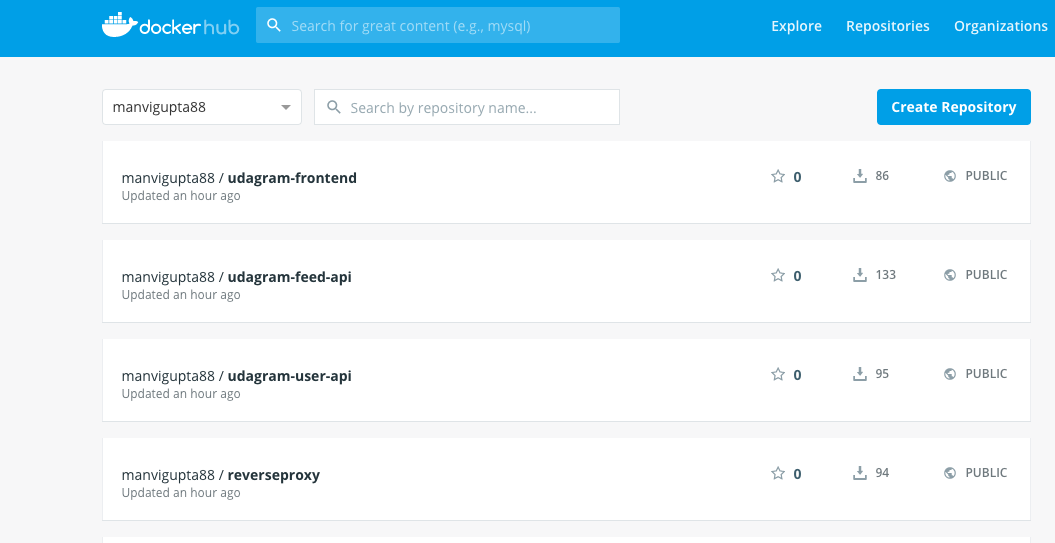 docker hub Search for great content (e.g., mysql) Explore Repositories Organizations
manvigupta88 Search by repository name... Create Repository
manvigupta88 / udagram-frontend 0 86 PUBLIC
Updated an hour ago
manvigupta88 / udagram-feed-api 0 133 PUBLIC
Updated an hour ago
manvigupta88 / udagram-user-api 0 95 PUBLIC
Updated an hour ago
manvigupta88 / reverseproxy 0 94 PUBLIC
Updated an hour ago